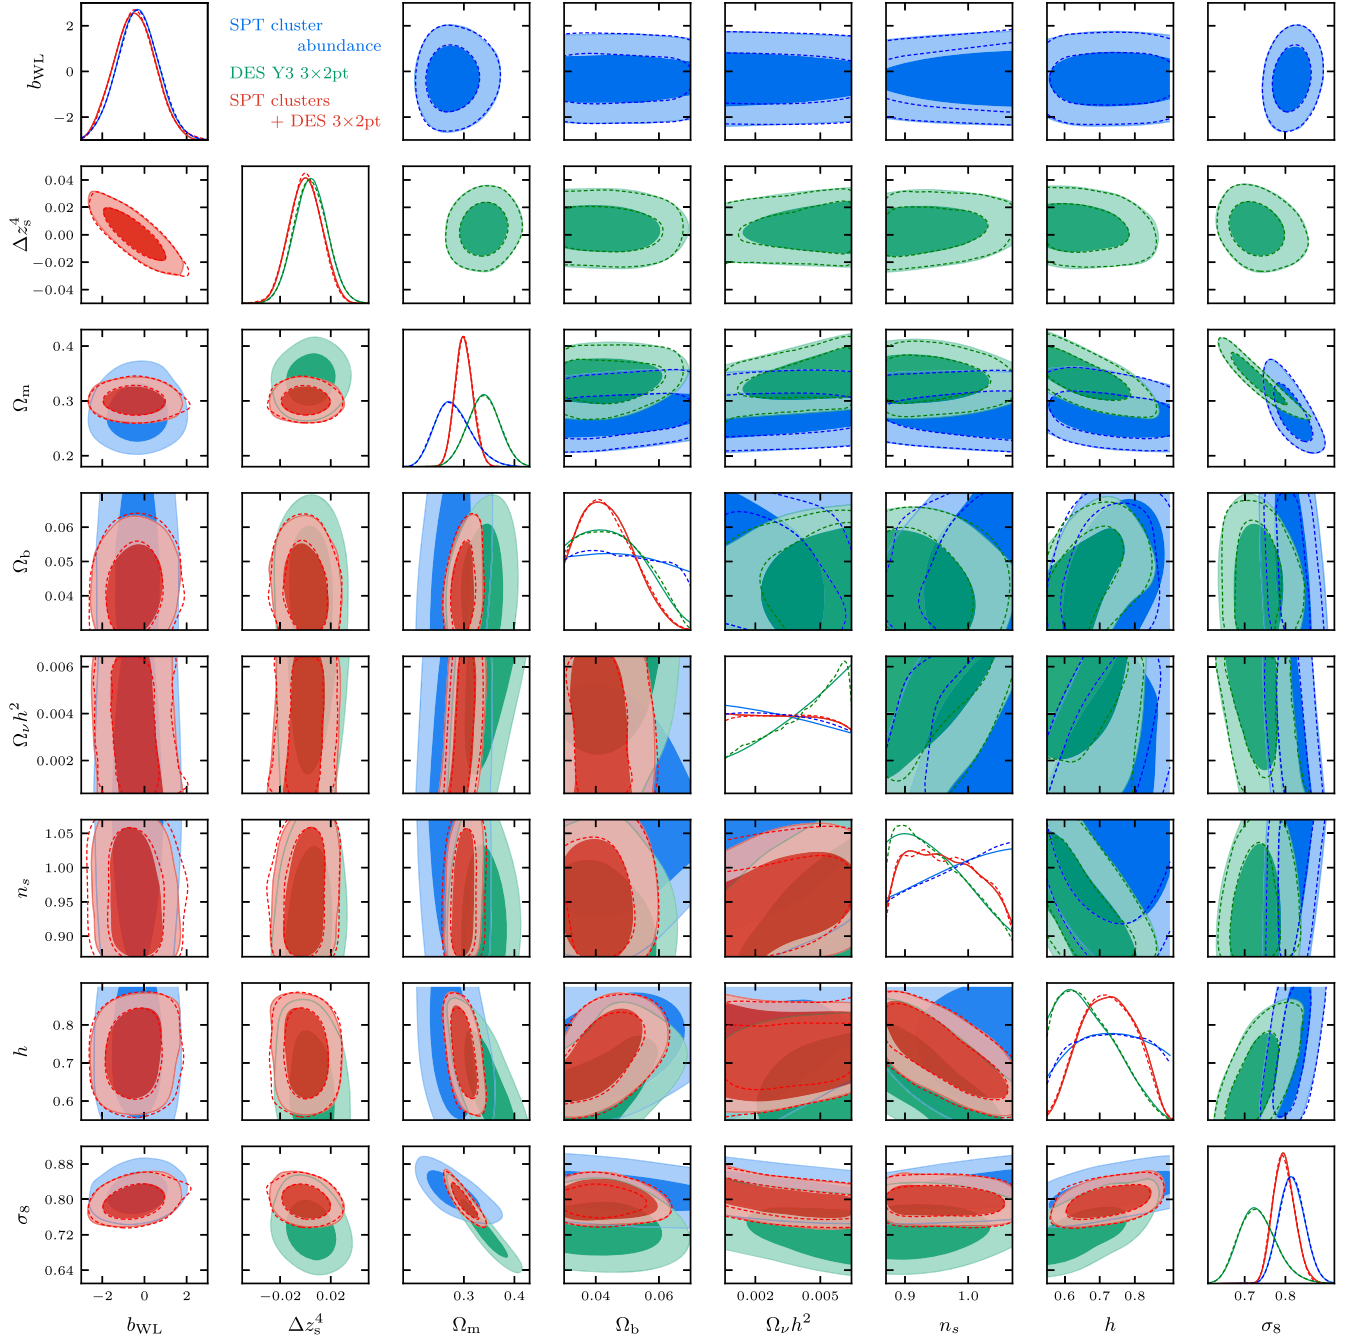 2
0
−2
b_WL
SPT cluster
abundance
DES Y3 3×2pt
SPT clusters
+ DES 3×2pt
0.04
0.02
0.00
−0.02
−0.04
Δz_s^4
0.4
0.3
0.2
Ω_m
0.06
0.05
0.04
Ω_b
0.006
0.004
0.002
Ω_νh²
1.05
1.00
0.95
0.90
n_s
0.8
0.7
0.6
h
0.88
0.80
0.72
0.64
σ_8
−2 0 2
−0.02 0.02
0.3 0.4
0.04 0.06
0.002 0.005
0.9 1.0
0.6 0.7 0.8
0.7 0.8
b_WL Δz_s^4 Ω_m Ω_b Ω_νh² n_s h σ_8